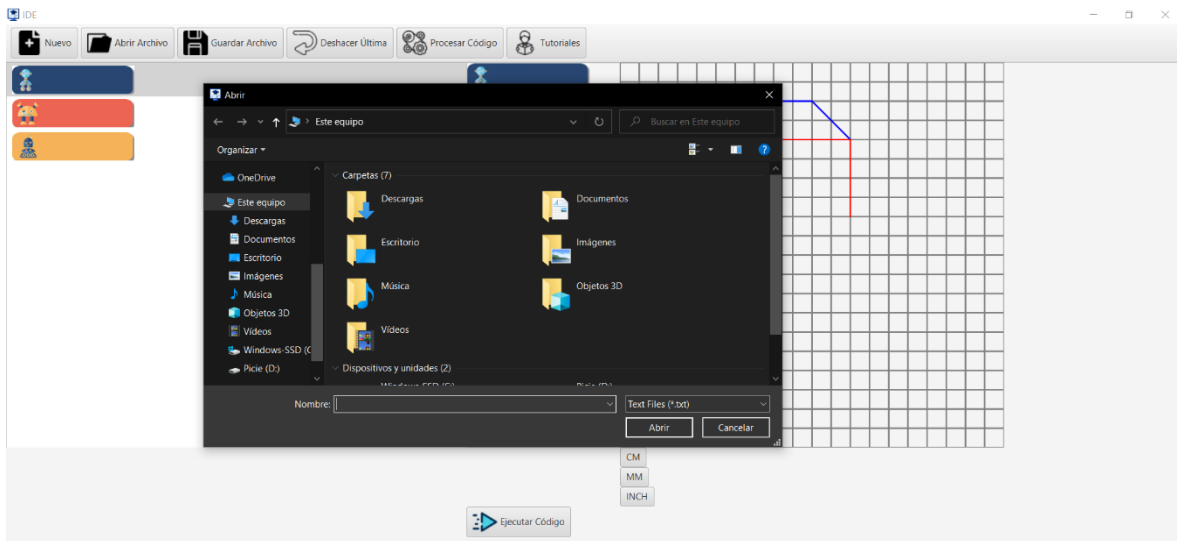 IDE
Nuevo Abrir Archivo Guardar Archivo Deshacer Última Procesar Código Tutoriales
Abrir
Este equipo Buscar en Este equipo
Organizar
OneDrive
Este equipo
Descargas
Documentos
Escritorio
Imágenes
Música
Objetos 3D
Vídeos
Windows-SSD (C
Picie (D:)
Carpetas (7)
Descargas Documentos
Escritorio Imágenes
Música Objetos 3D
Vídeos
Dispositivos y unidades (2)
Nombre: Text Files (*.txt)
Abrir Cancelar
CM
MM
INCH
Ejecutar Código